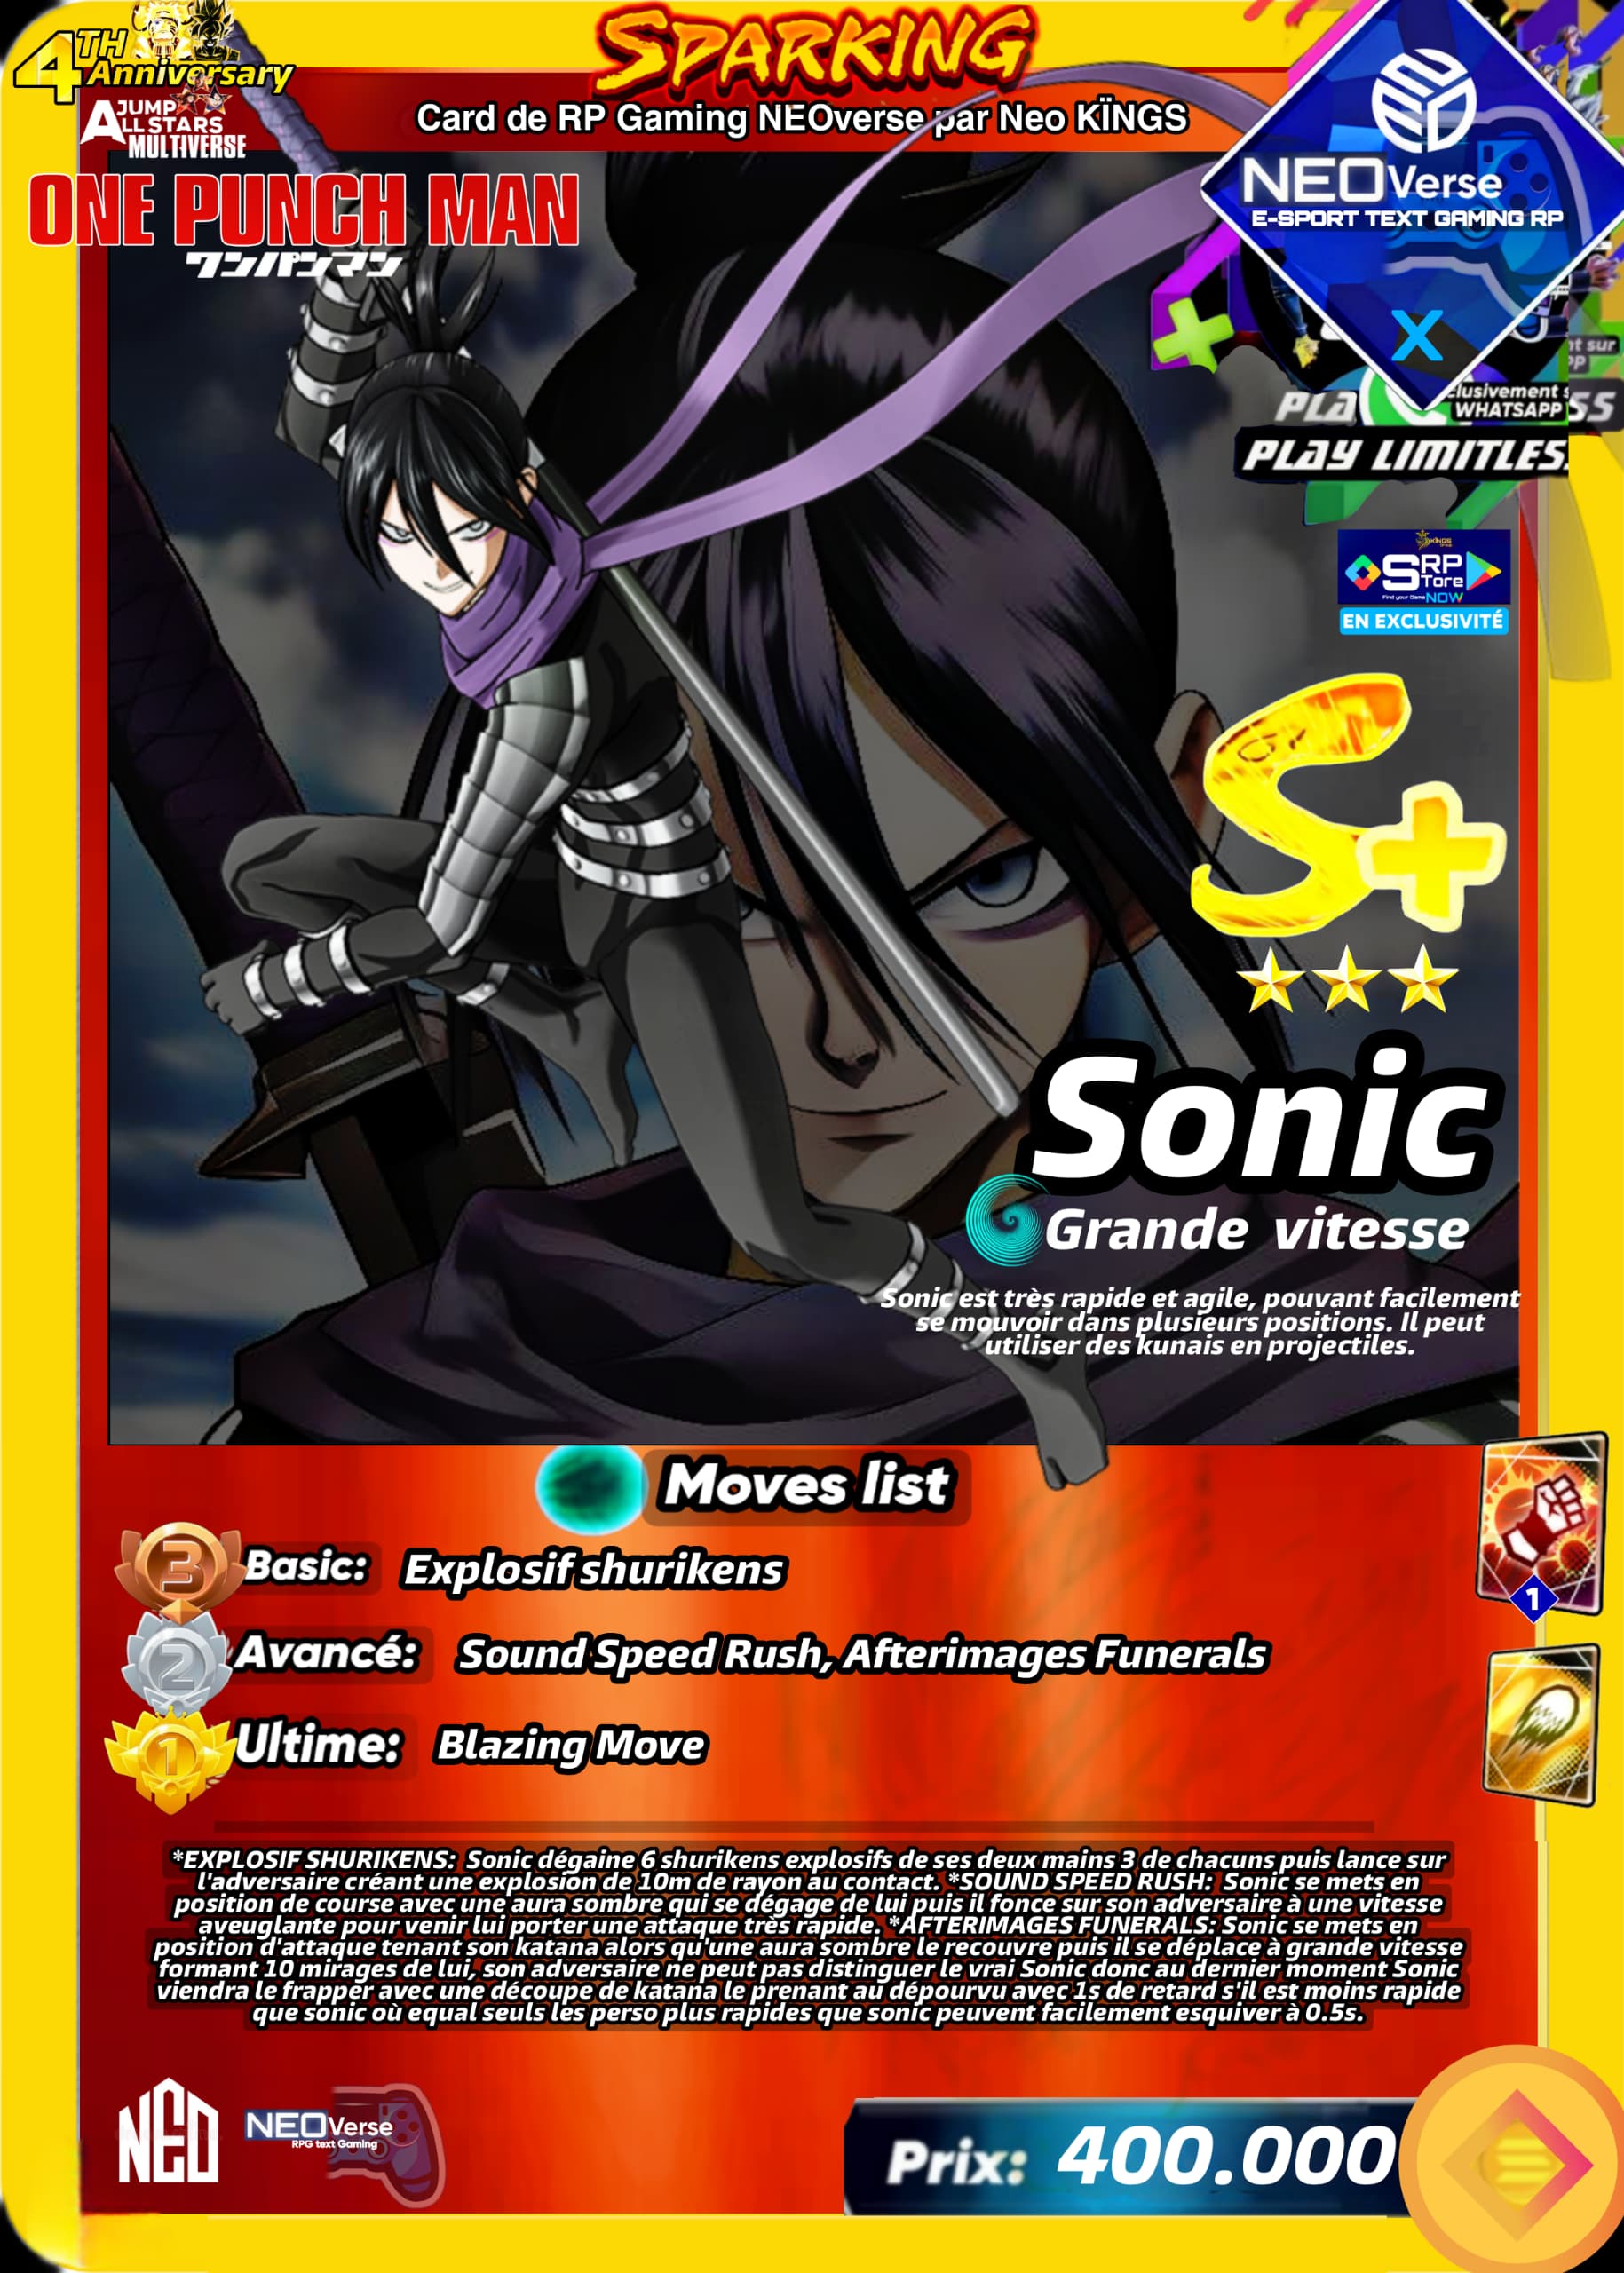 4TH
Anniversary
SPARKING
JUMP
ALL STARS
MULTIVERSE
Card de RP Gaming NEOverse par Neo KÏNGS
ONE PUNCH MAN
ワンパンマン
NEOVerse
E-SPORT TEXT GAMING RP
X
WHATSAPP
PLAY LIMITLES
KINGS
SRP
Tore
Find your Game NOW
EN EXCLUSIVITÉ
S+
Sonic
Grande vitesse
Sonic est très rapide et agile, pouvant facilement
se mouvoir dans plusieurs positions. Il peut
utiliser des kunais en projectiles.
Moves list
3 Basic: Explosif shurikens
1
2 Avancé: Sound Speed Rush, Afterimages Funerals
1 Ultime: Blazing Move
*EXPLOSIF SHURIKENS: Sonic dégaine 6 shurikens explosifs de ses deux mains 3 de chacuns puis lance sur
l'adversaire créant une explosion de 10m de rayon au contact. *SOUND SPEED RUSH: Sonic se mets en
position de course avec une aura sombre qui se dégage de lui puis il fonce sur son adversaire à une vitesse
aveuglante pour venir lui porter une attaque très rapide. *AFTERIMAGES FUNERALS: Sonic se mets en
position d'attaque tenant son katana alors qu'une aura sombre le recouvre puis il se déplace à grande vitesse
formant 10 mirages de lui, son adversaire ne peut pas distinguer le vrai Sonic donc au dernier moment Sonic
viendra le frapper avec une découpe de katana le prenant au dépourvu avec 1s de retard s'il est moins rapide
que sonic où equal seuls les perso plus rapides que sonic peuvent facilement esquiver à 0.5s.
NEO
NEOVerse
RPG text Gaming
Prix: 400.000